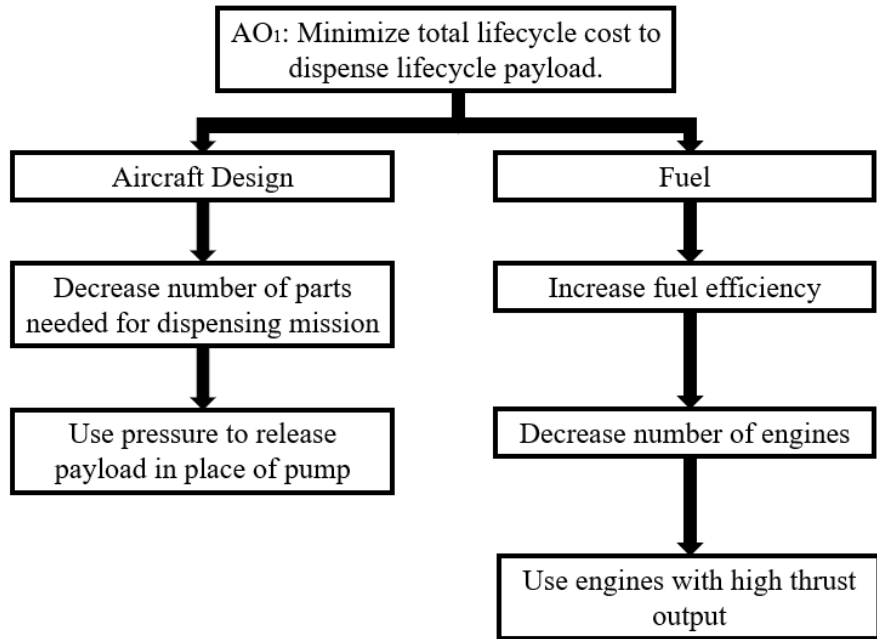 AO₁: Minimize total lifecycle cost to
dispense lifecycle payload.
Aircraft Design
Fuel
Decrease number of parts
needed for dispensing mission
Increase fuel efficiency
Use pressure to release
payload in place of pump
Decrease number of engines
Use engines with high thrust
output